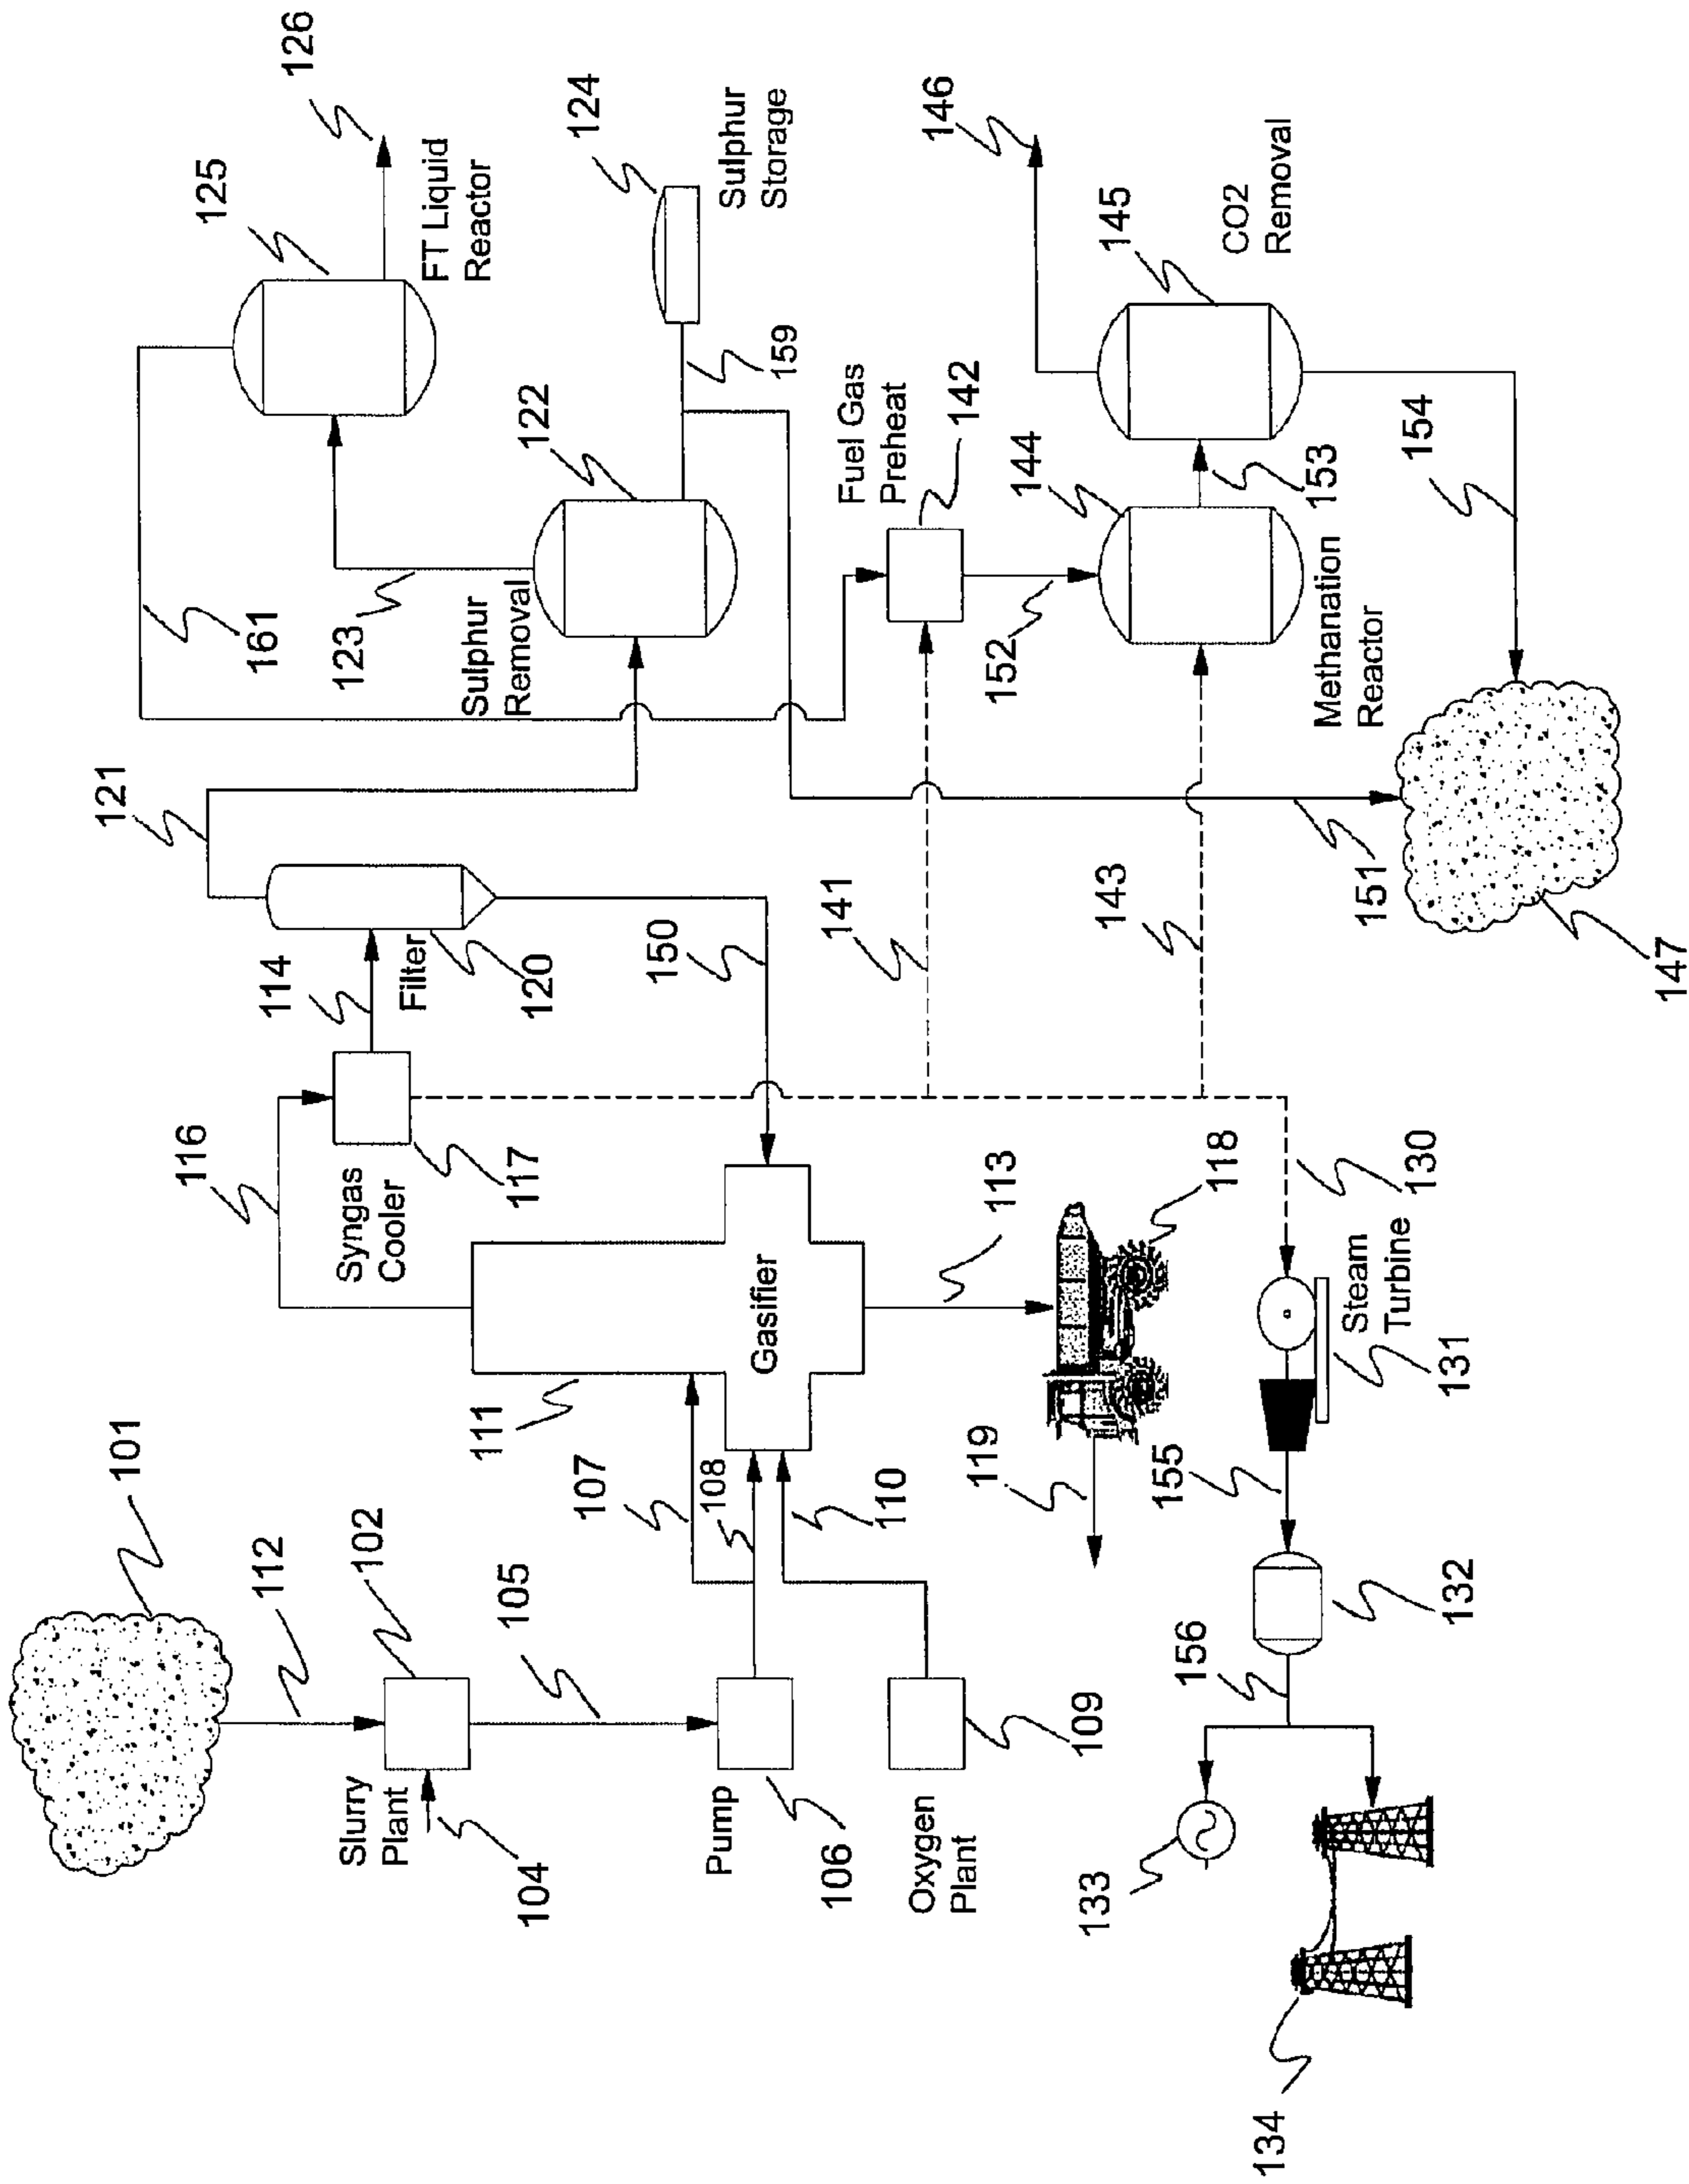 101
112
102
Slurry
Plant
104
105
Pump
106
107
108
Oxygen
Plant
109
110
111
Gasifier
116
Syngas
Cooler
117
114
Filter
120
121
150
113
118
119
161
123
Sulphur
Removal
122
125
126
FT Liquid
Reactor
124
Sulphur
Storage
159
Fuel Gas
Preheat
142
141
152
143
144
Methanation
Reactor
153
145
146
CO2
Removal
154
151
147
130
Steam
Turbine
131
155
132
156
133
134